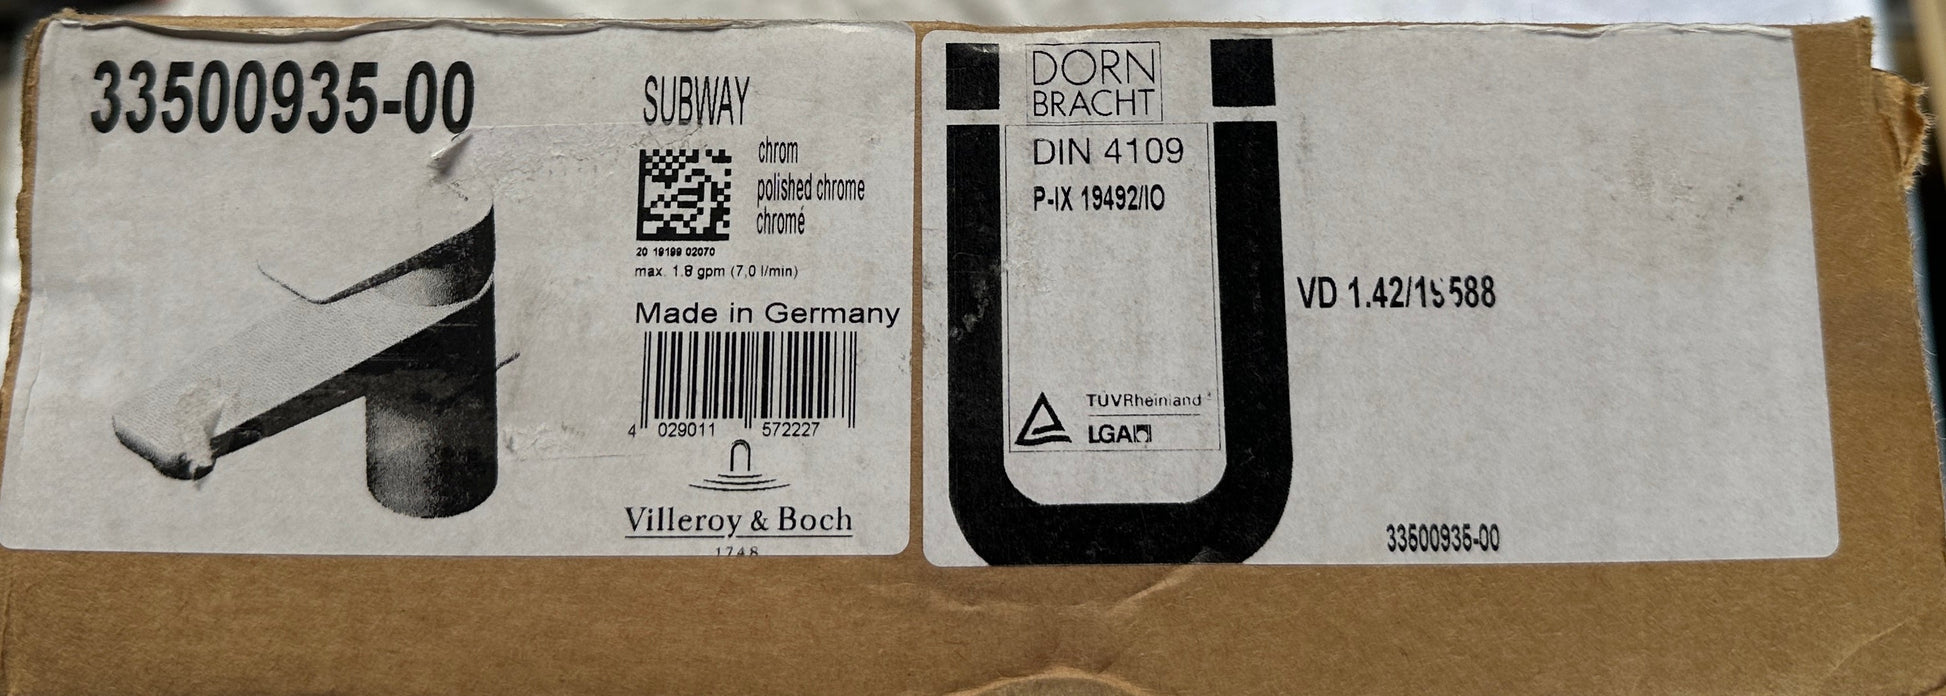 33500935-00
SUBWAY
chrom
polished chrome
chromé
20 19199 02070
max. 1.8 gpm (7,0 l/min)
Made in Germany
4 029011 572227
Villeroy & Boch
1748
DORN
BRACHT
DIN 4109
P-IX 19492/IO
TÜVRheinland
LGA
VD 1.42/
33500935-00